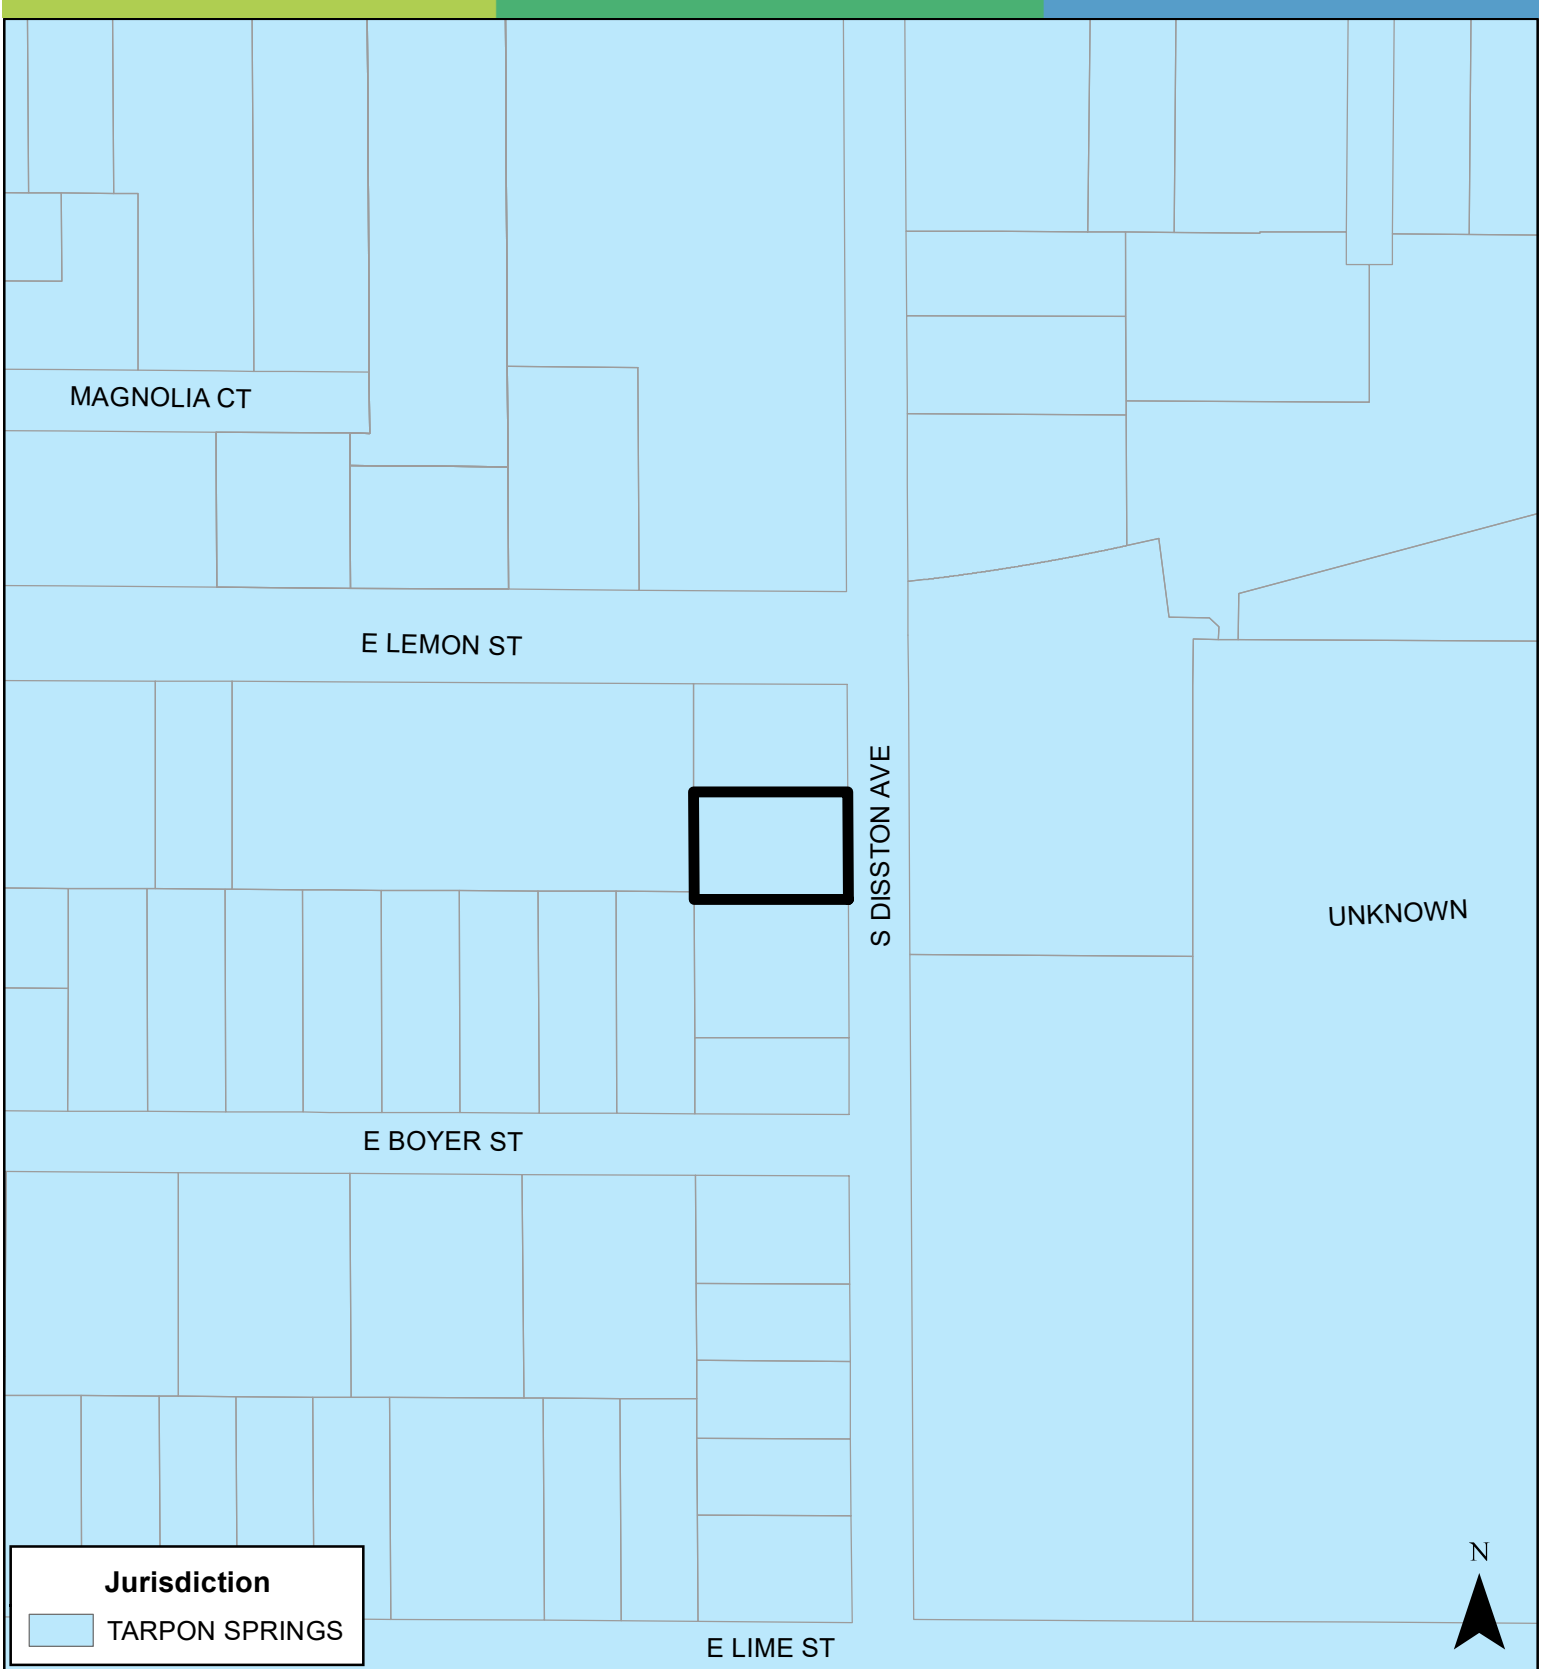 MAGNOLIA CT
E LEMON ST
S DISSTON AVE
UNKNOWN
E BOYER ST
N
Jurisdiction
TARPON SPRINGS
E LIME ST